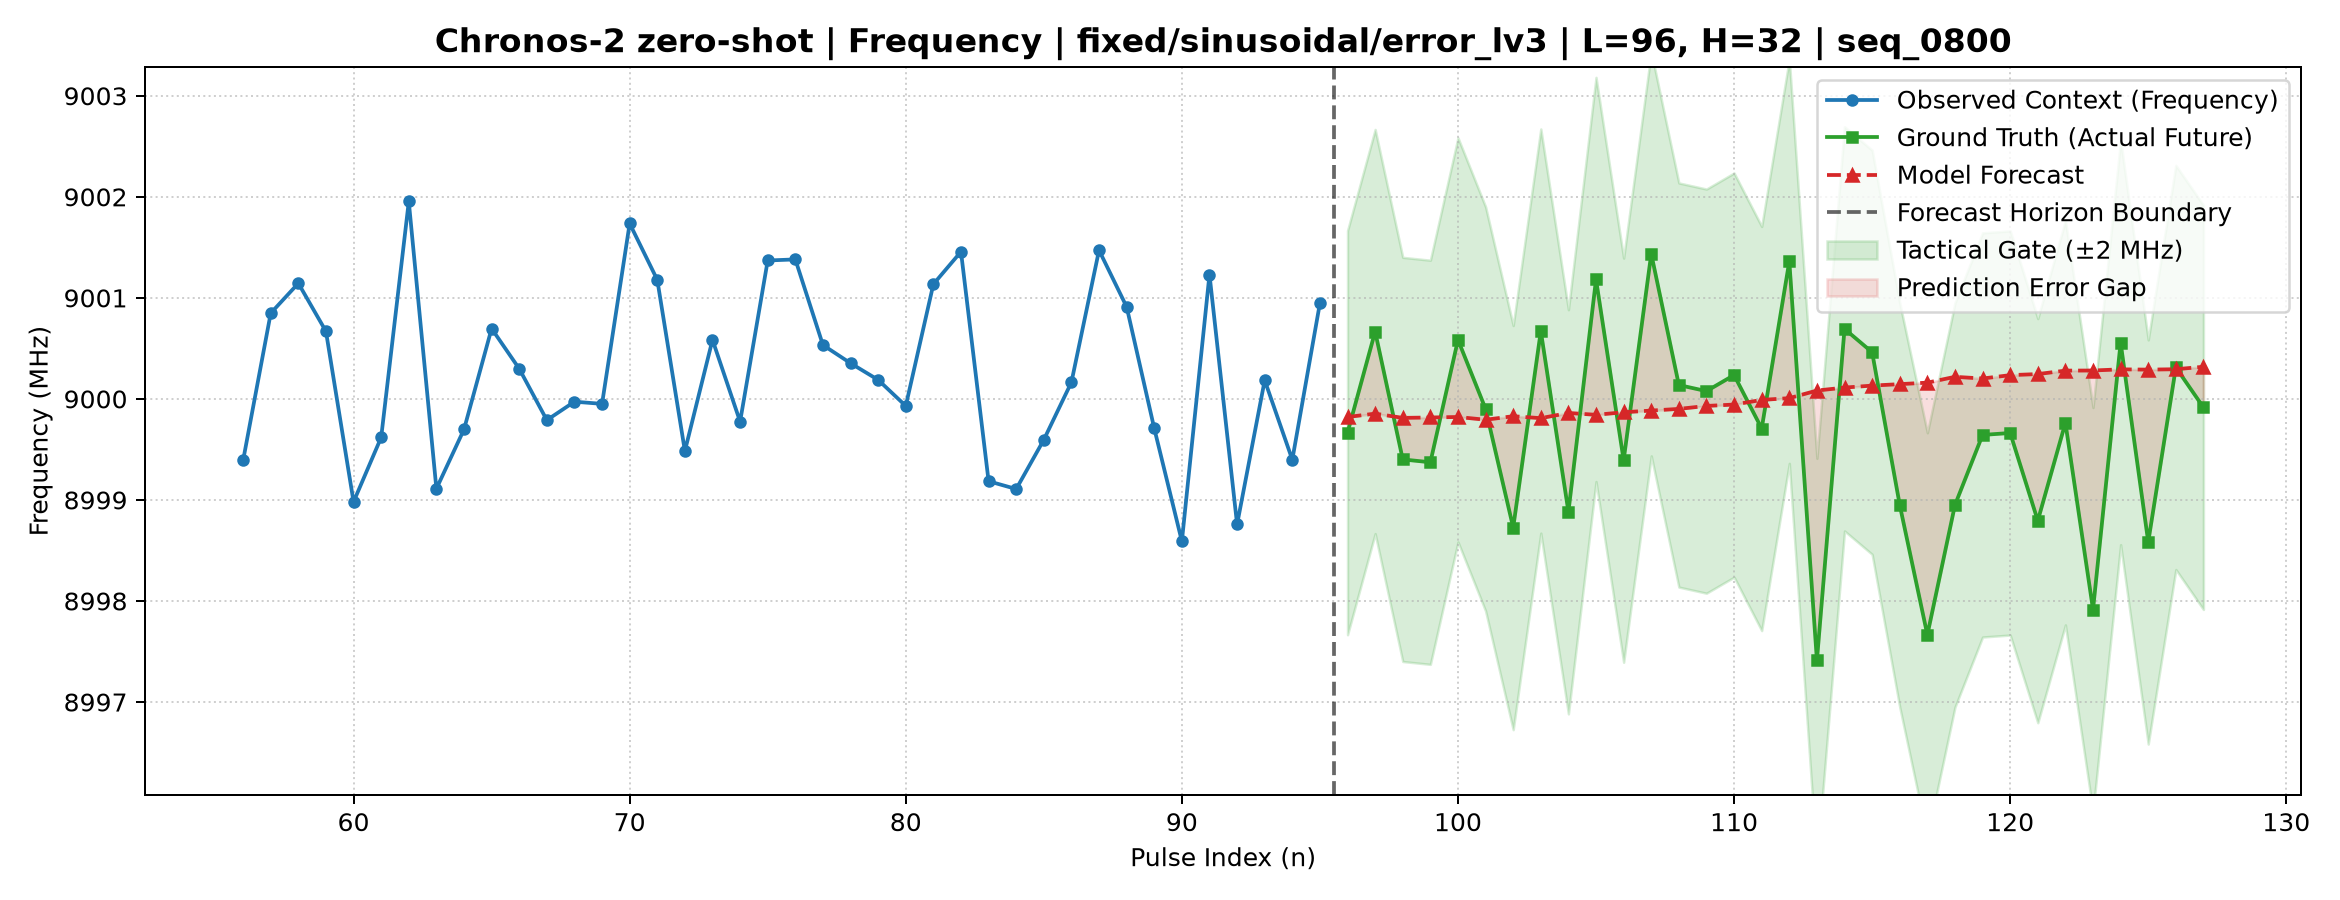 Chronos-2 zero-shot | Frequency | fixed/sinusoidal/error_lv3 | L=96, H=32 | seq_0800
Frequency (MHz)
9003
9002
9001
9000
8999
8998
8997
Observed Context (Frequency)
Ground Truth (Actual Future)
Model Forecast
Forecast Horizon Boundary
Tactical Gate (±2 MHz)
Prediction Error Gap
60
70
80
90
100
110
120
130
Pulse Index (n)